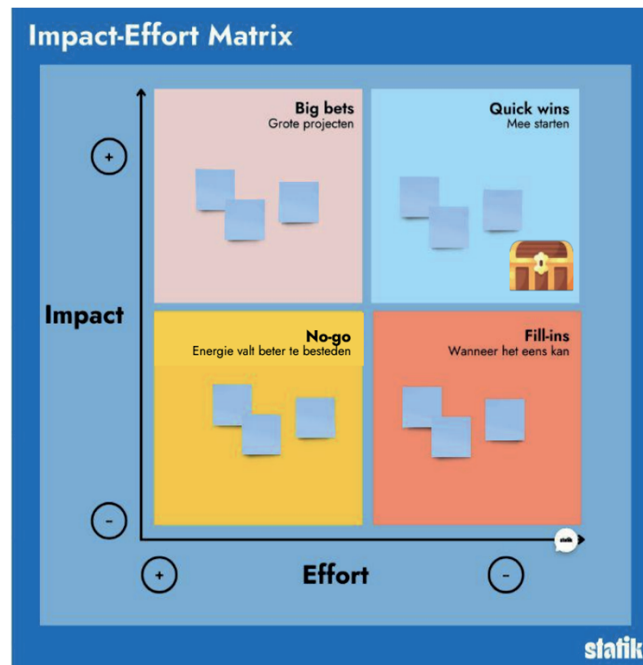 Impact-Effort Matrix
Big bets
Grote projecten
Quick wins
Mee starten
+
Impact
No-go
Energie valt beter te besteden
Fill-ins
Wanneer het eens kan
-
statik
+
Effort
-
statik